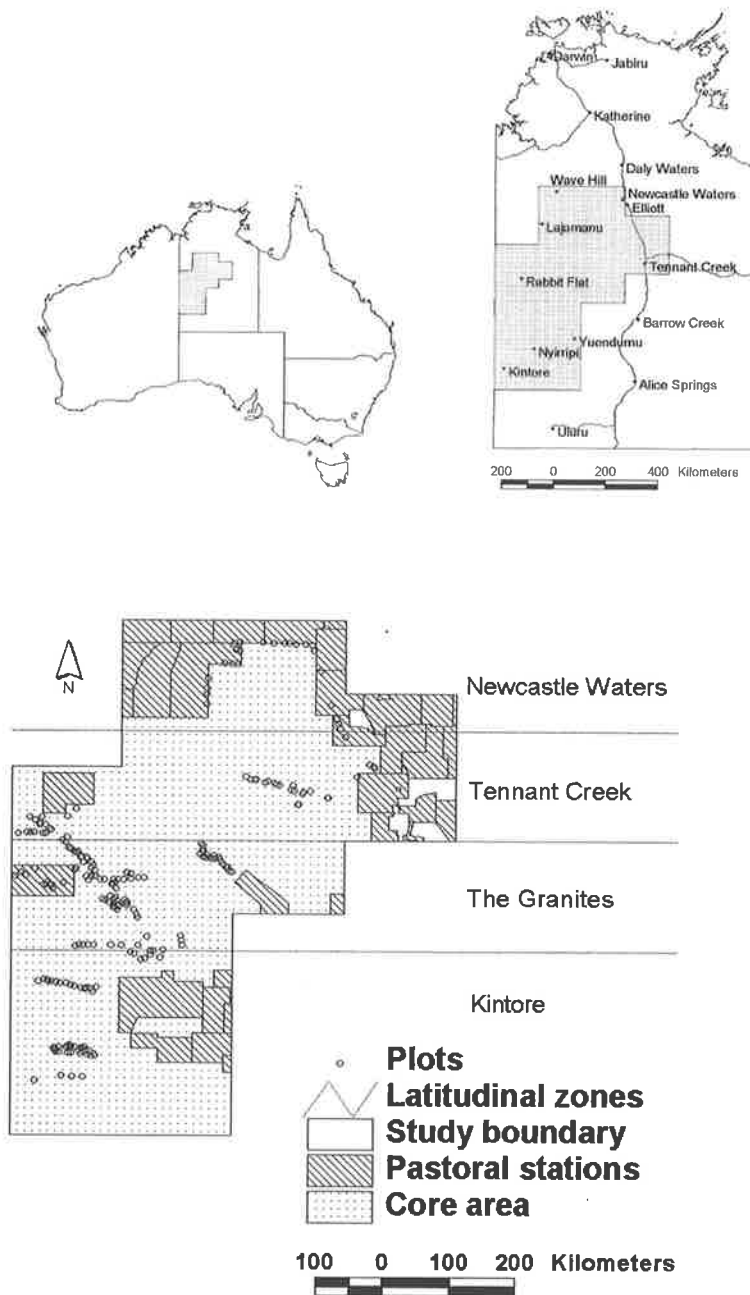 Darwin
Jabiru
Katherine
Daly Waters
Wave Hill
Newcastle Waters
Elliott
Lajamanu
Tennant Creek
Rabbit Flat
Barrow Creek
Yuendumu
Nyirripi
Kintore
Alice Springs
Uluru
200 0 200 400 Kilometers
N
Newcastle Waters
Tennant Creek
The Granites
Kintore
Plots
Latitudinal zones
Study boundary
Pastoral stations
Core area
100 0 100 200 Kilometers